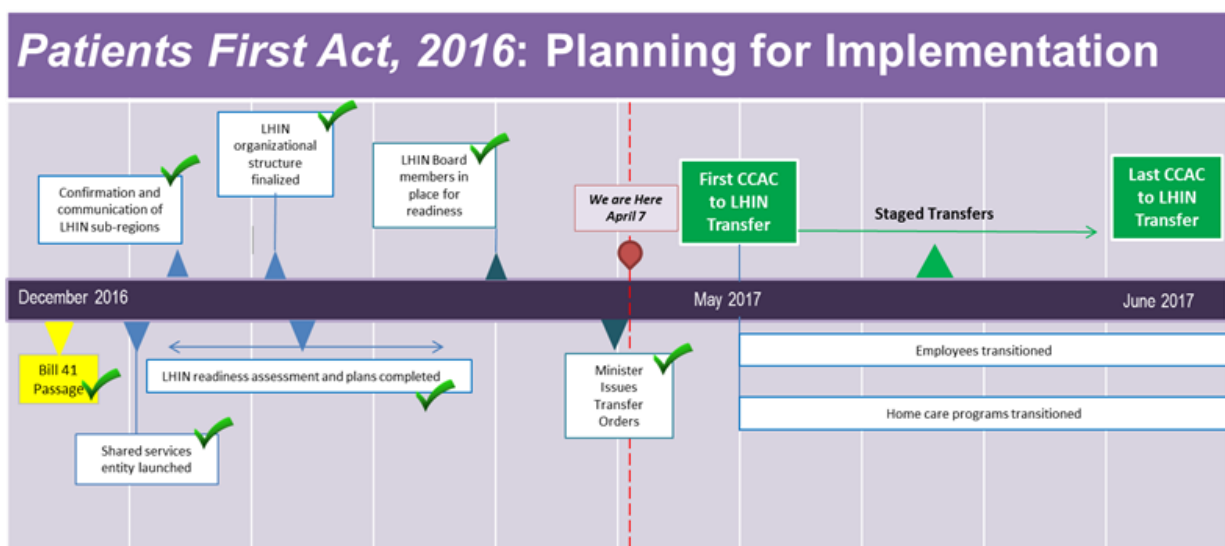 Patients First Act, 2016: Planning for Implementation
LHIN
organizational
structure
finalized
LHIN Board
members in
place for
readiness
Confirmation and
communication of
LHIN sub-regions
We are Here
April 7
First CCAC
to LHIN
Transfer
Staged Transfers
Last CCAC
to LHIN
Transfer
December 2016
May 2017
June 2017
Bill 41
Passage
LHIN readiness assessment and plans completed
Shared services
entity launched
Minister
Issues
Transfer
Orders
Employees transitioned
Home care programs transitioned